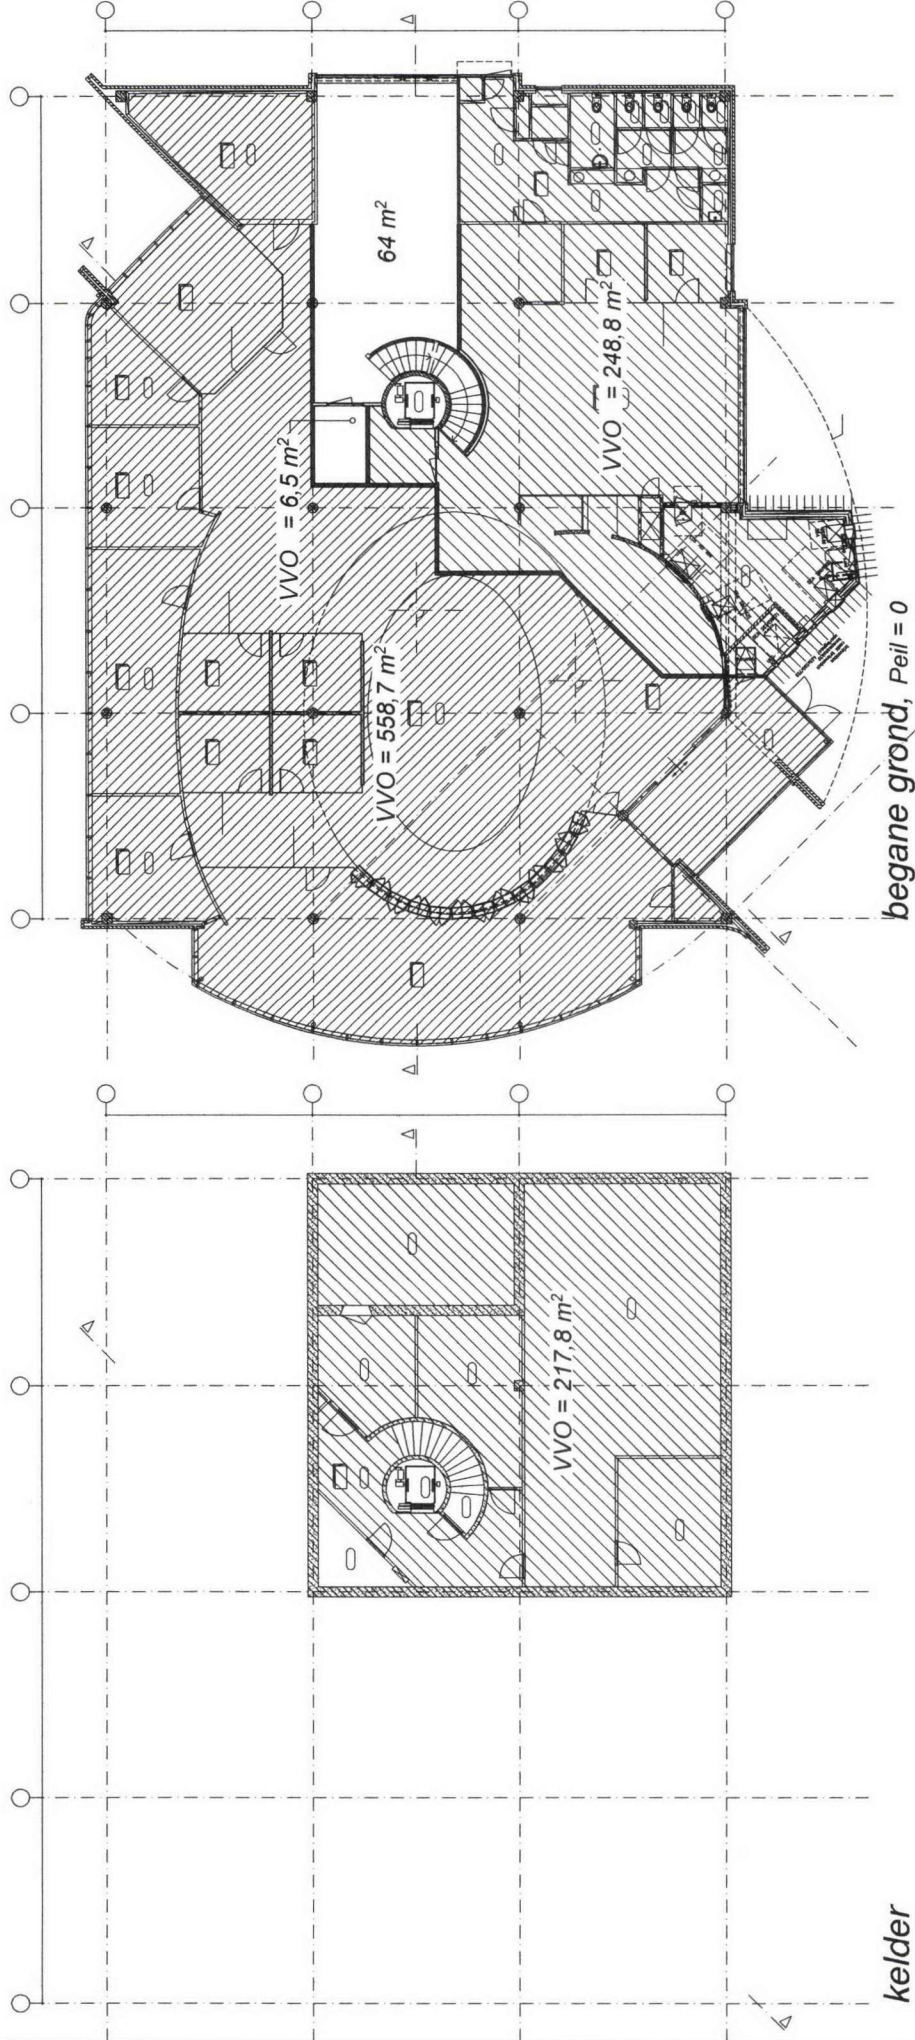 64 m²
VVO = 6,5 m²
VVO = 248,8 m²
VVO = 558,7 m²
begane grond, Peil = 0
VVO = 217,8 m²
kelder